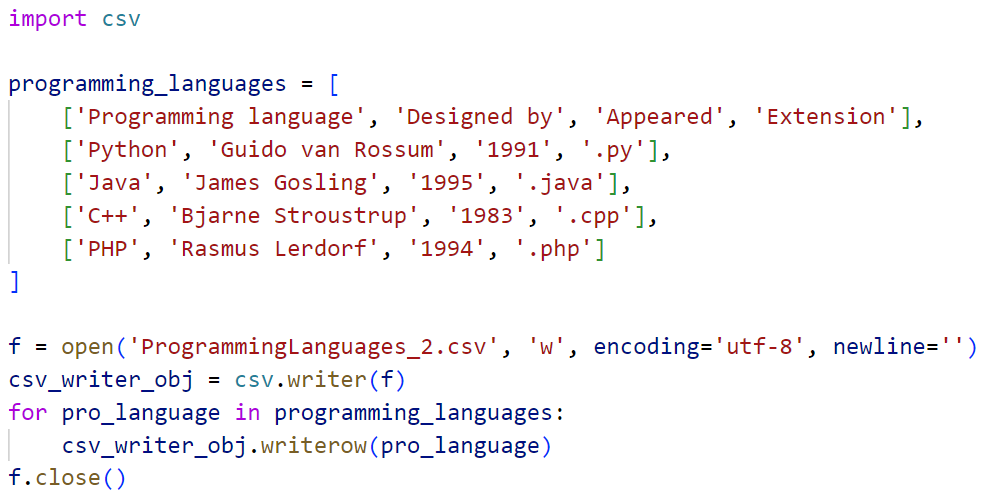 import csv

programming_languages = [
    ['Programming language', 'Designed by', 'Appeared', 'Extension'],
    ['Python', 'Guido van Rossum', '1991', '.py'],
    ['Java', 'James Gosling', '1995', '.java'],
    ['C++', 'Bjarne Stroustrup', '1983', '.cpp'],
    ['PHP', 'Rasmus Lerdorf', '1994', '.php']
]

f = open('ProgrammingLanguages_2.csv', 'w', encoding='utf-8', newline='')
csv_writer_obj = csv.writer(f)
for pro_language in programming_languages:
    csv_writer_obj.writerow(pro_language)
f.close()